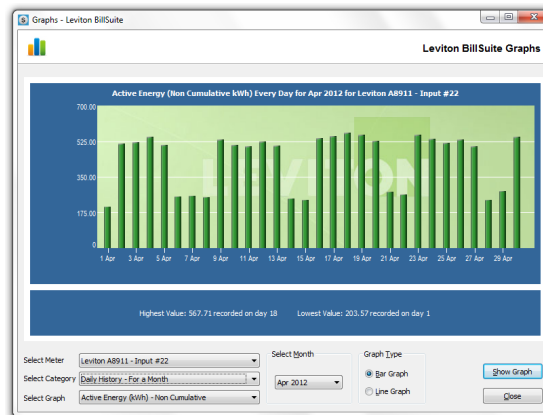 Graphs - Leviton BillSuite
Leviton BillSuite Graphs
Active Energy (Non Cumulative kWh) Every Day for Apr 2012 for Leviton A8911 - Input #22
700.00
525.00
350.00
175.00
0
LEVITON
1 Apr 3 Apr 5 Apr 7 Apr 9 Apr 11 Apr 13 Apr 15 Apr 17 Apr 19 Apr 21 Apr 23 Apr 25 Apr 27 Apr 29 Apr
Highest Value: 567.71 recorded on day 18 Lowest Value: 203.57 recorded on day 1
Select Meter Leviton A8911 - Input #22
Select Category Daily History - For a Month
Select Graph Active Energy (kWh) - Non Cumulative
Select Month
Apr 2012
Graph Type
Bar Graph
Line Graph
Show Graph
Close